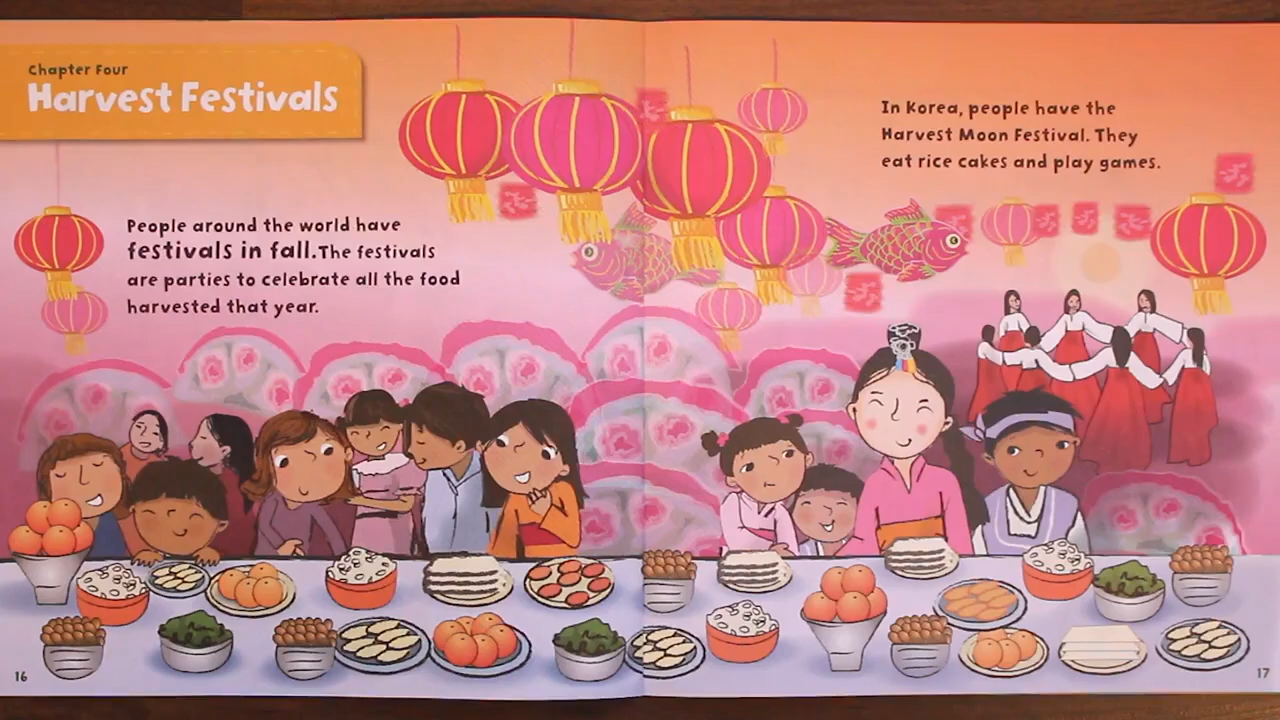 Chapter Four
Harvest Festivals
People around the world have
festivals in fall.The festivals
are parties to celebrate all the food
harvested that year.
In Korea, people have the
Harvest Moon Festival. They
eat rice cakes and play games.
16
17